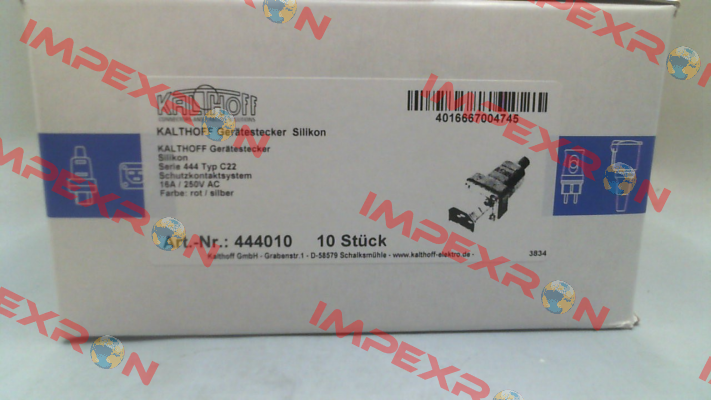 KALTHOFF
4016667004745
KALTHOFF Gerätestecker Silikon
KALTHOFF Gerätestecker
Silikon
Serie 444 Typ C22
Schutzkontaktsystem
16A / 250V AC
Farbe: rot / silber
Art.-Nr.: 444010 10 Stück
Kalthoff GmbH - Grabenstr.1 - D-58579 Schalksmühle - www.kalthoff-elektro.de -
3834
IMPEXRON
IMPEXRON
IMPEXRON
IMPEXRON
IMPEXRON
IMPEXRON